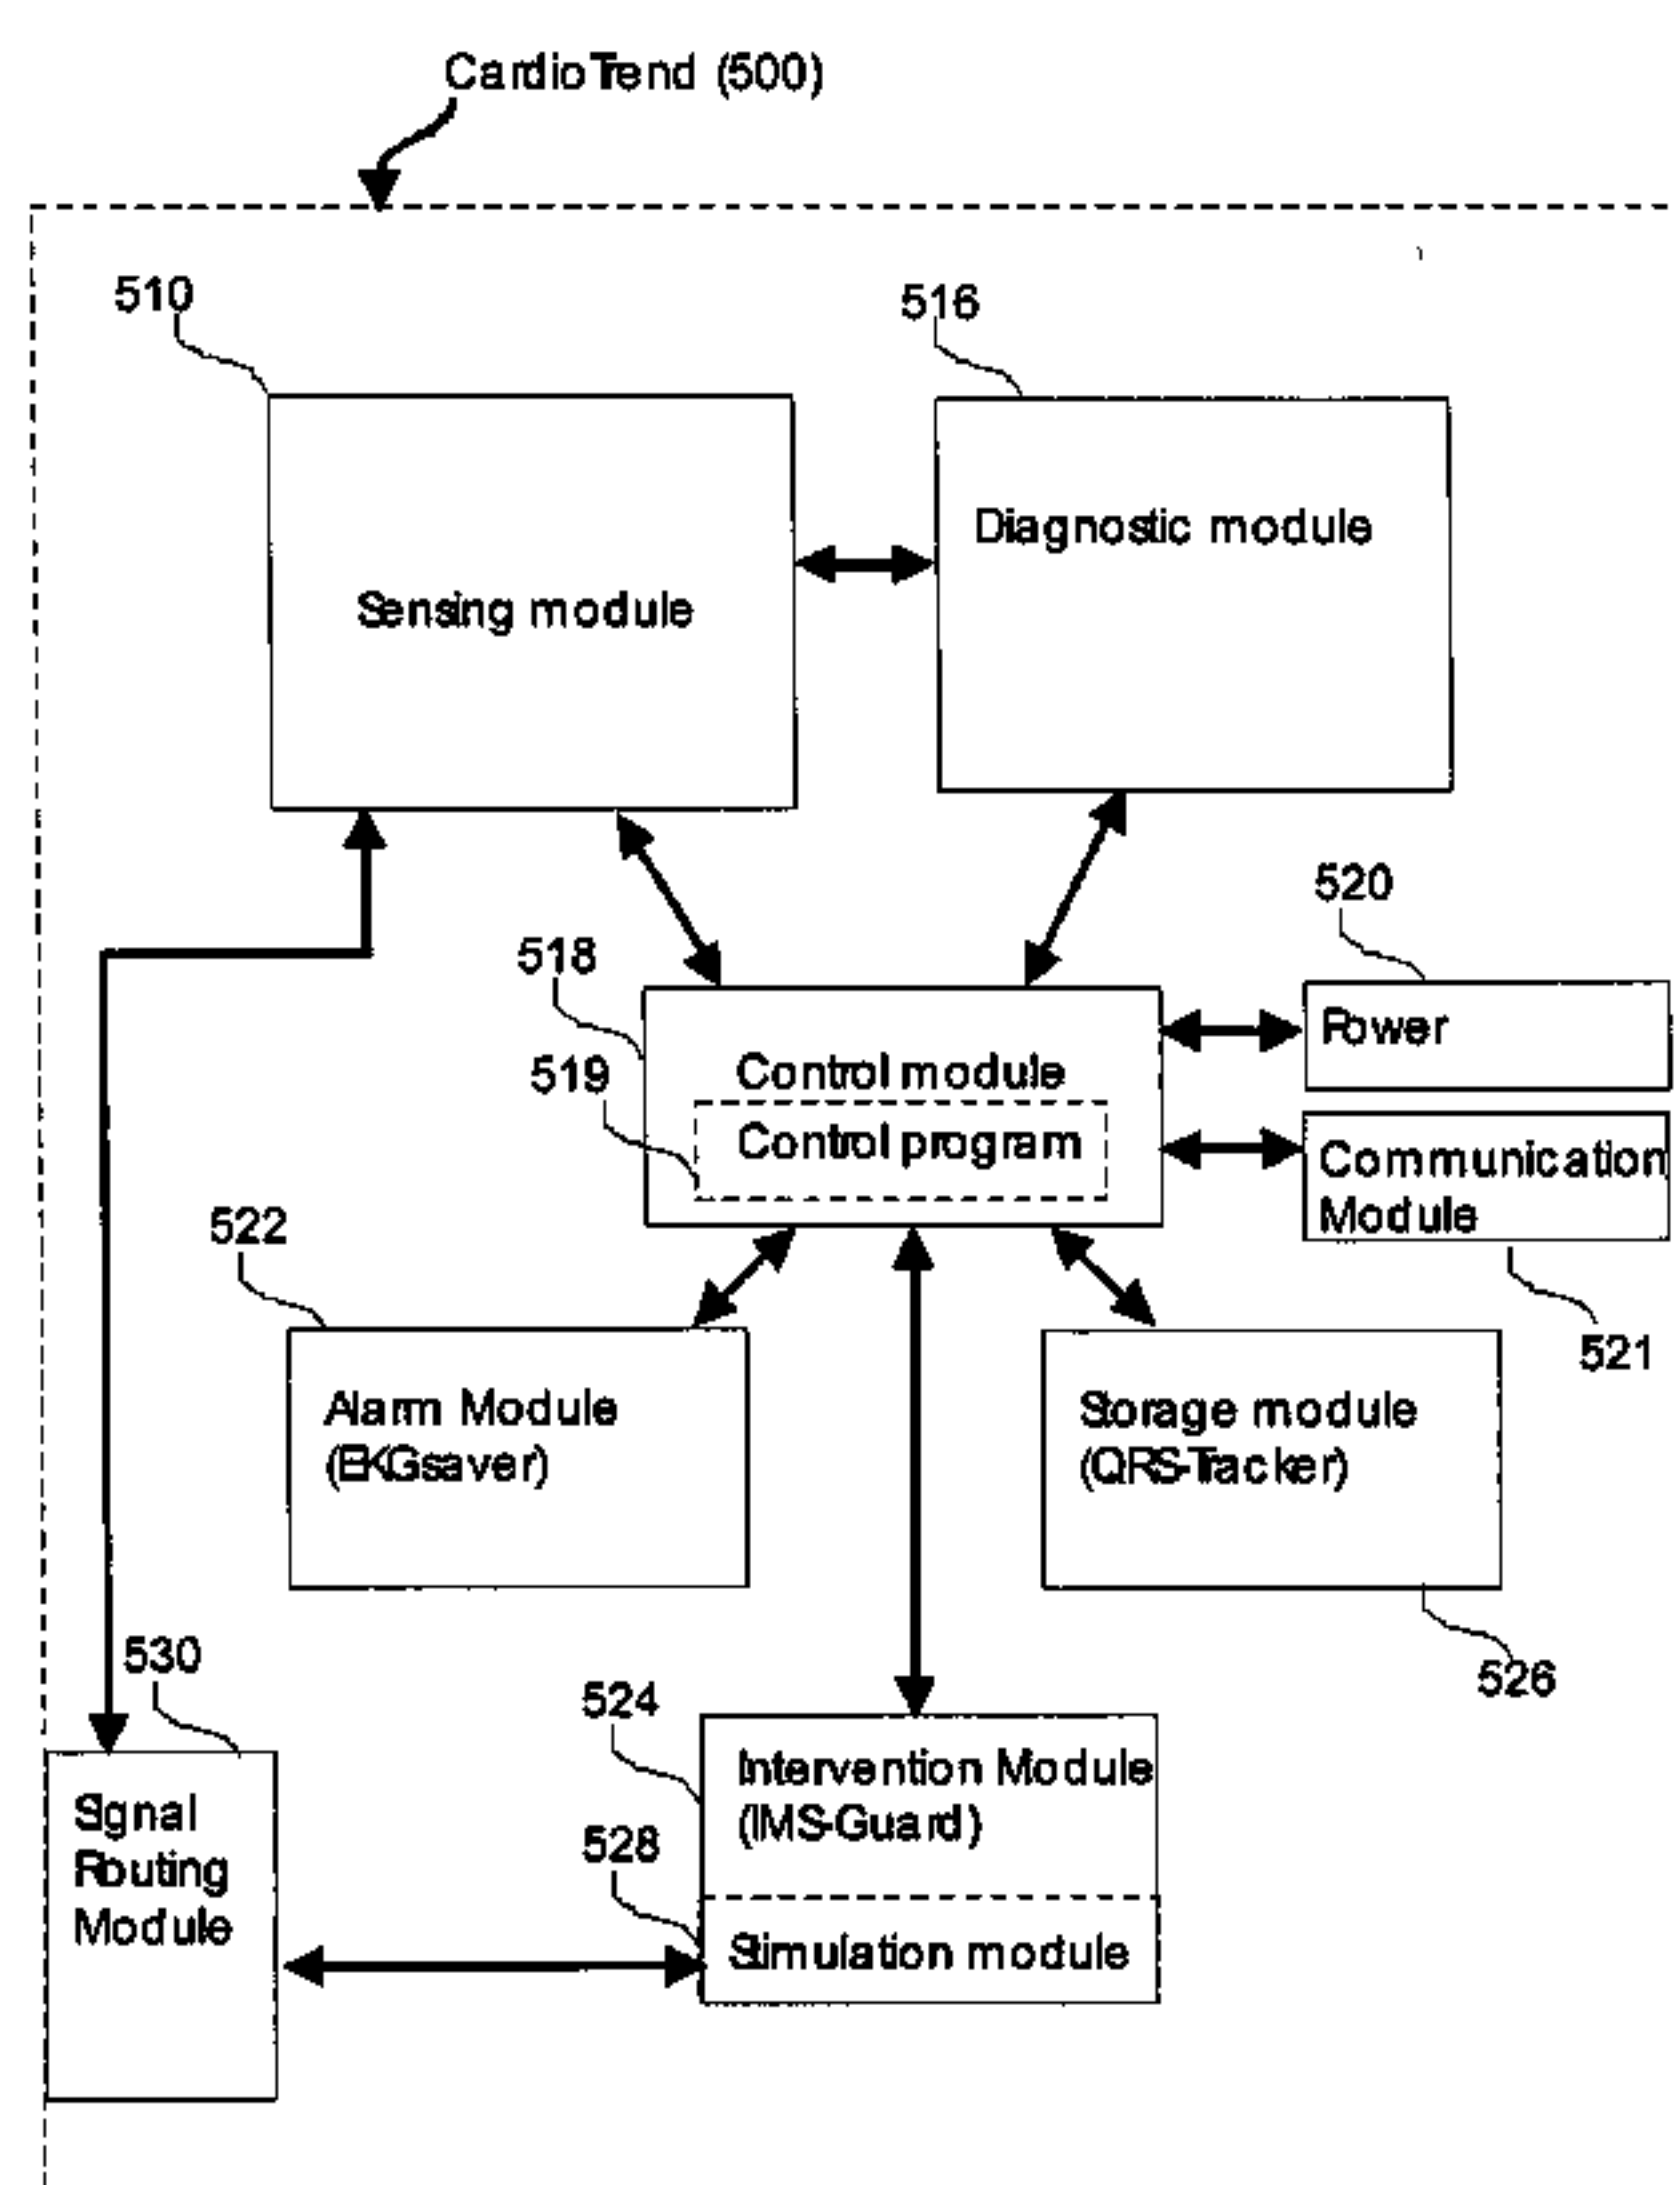 CardioTrend (500)
510
516
Sensing module
Diagnostic module
518
520
Power
519
Control module
Control program
Communication
Module
521
522
Alarm Module
(EKGsaver)
Storage module
(QRS-Tracker)
526
530
Signal
Routing
Module
524
Intervention Module
(IMS-Guard)
528
Stimulation module